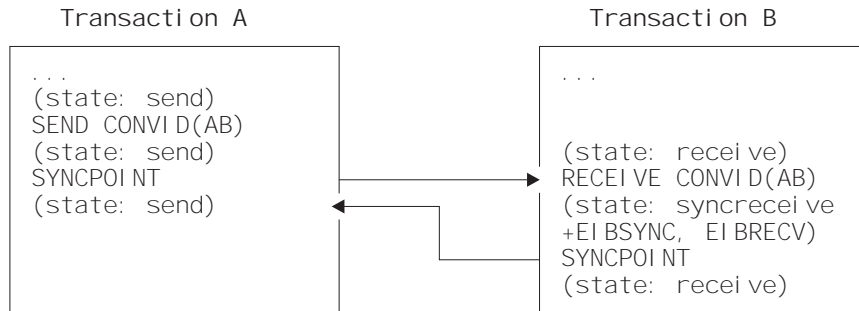 Transaction A
Transaction B
...
(state: send)
SEND CONVID(AB)
(state: send)
SYNCPOINT
(state: send)
...
(state: receive)
RECEIVE CONVID(AB)
(state: syncreceive
+EIBSYNC, EIBRECV)
SYNCPOINT
(state: receive)